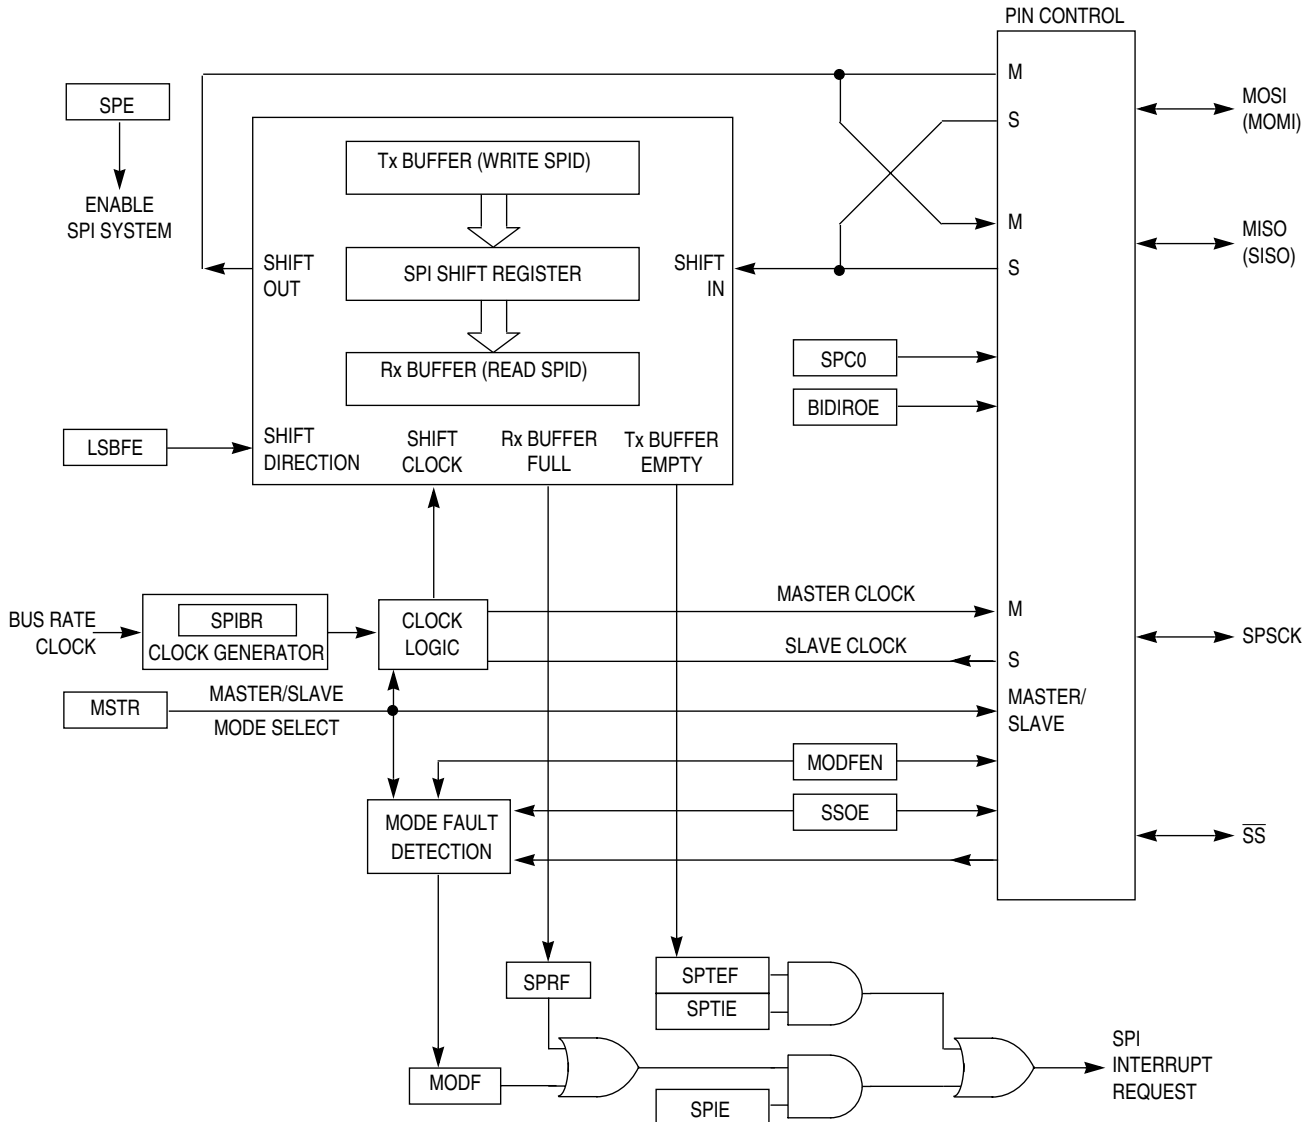 PIN CONTROL
M
S
MOSI
(MOMI)
SPE
ENABLE
SPI SYSTEM
Tx BUFFER (WRITE SPID)
M
MISO
(SISO)
SHIFT
OUT
SPI SHIFT REGISTER
SHIFT
IN
S
Rx BUFFER (READ SPID)
SPC0
BIDIROE
LSBFE
SHIFT
DIRECTION
SHIFT
CLOCK
Rx BUFFER
FULL
Tx BUFFER
EMPTY
BUS RATE
CLOCK
SPIBR
CLOCK GENERATOR
CLOCK
LOGIC
MASTER CLOCK
M
SLAVE CLOCK
S
SPSCK
MSTR
MASTER/SLAVE
MODE SELECT
MASTER/
SLAVE
MODFEN
MODE FAULT
DETECTION
SSOE
SS
SPRF
SPTEF
SPTIE
MODF
SPIE
SPI
INTERRUPT
REQUEST